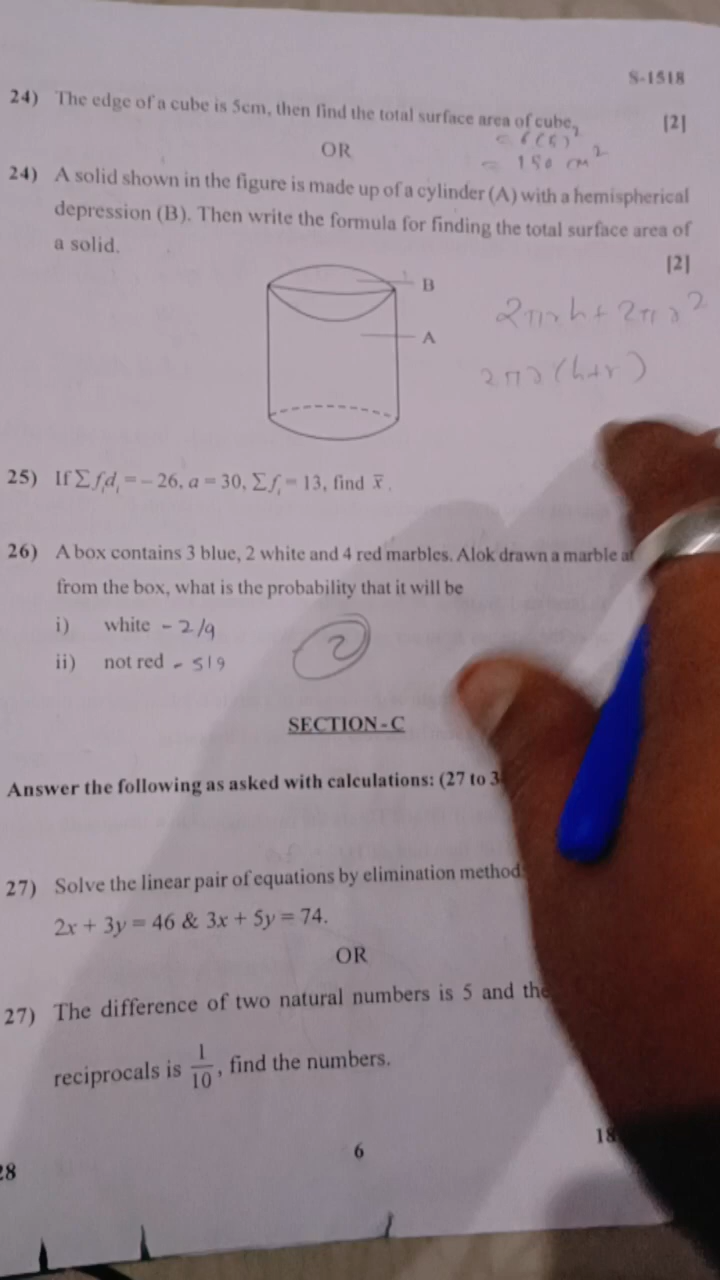 S-1518
24) The edge of a cube is 5cm, then find the total surface area of cube. [2]
= 6(5)²
= 150 cm²
OR
24) A solid shown in the figure is made up of a cylinder (A) with a hemispherical
depression (B). Then write the formula for finding the total surface area of
a solid. [2]
B
A
2πrh + 2πr²
2πr(h+r)
25) If Σfᵢdᵢ = – 26, a = 30, Σfᵢ = 13, find x̄.
26) A box contains 3 blue, 2 white and 4 red marbles. Alok drawn a marble at
from the box, what is the probability that it will be
i) white - 2/9
ii) not red - 5/9
2
SECTION - C
Answer the following as asked with calculations: (27 to 3
27) Solve the linear pair of equations by elimination method
2x + 3y = 46 & 3x + 5y = 74.
OR
27) The difference of two natural numbers is 5 and the
reciprocals is 1/10, find the numbers.
28
6
18